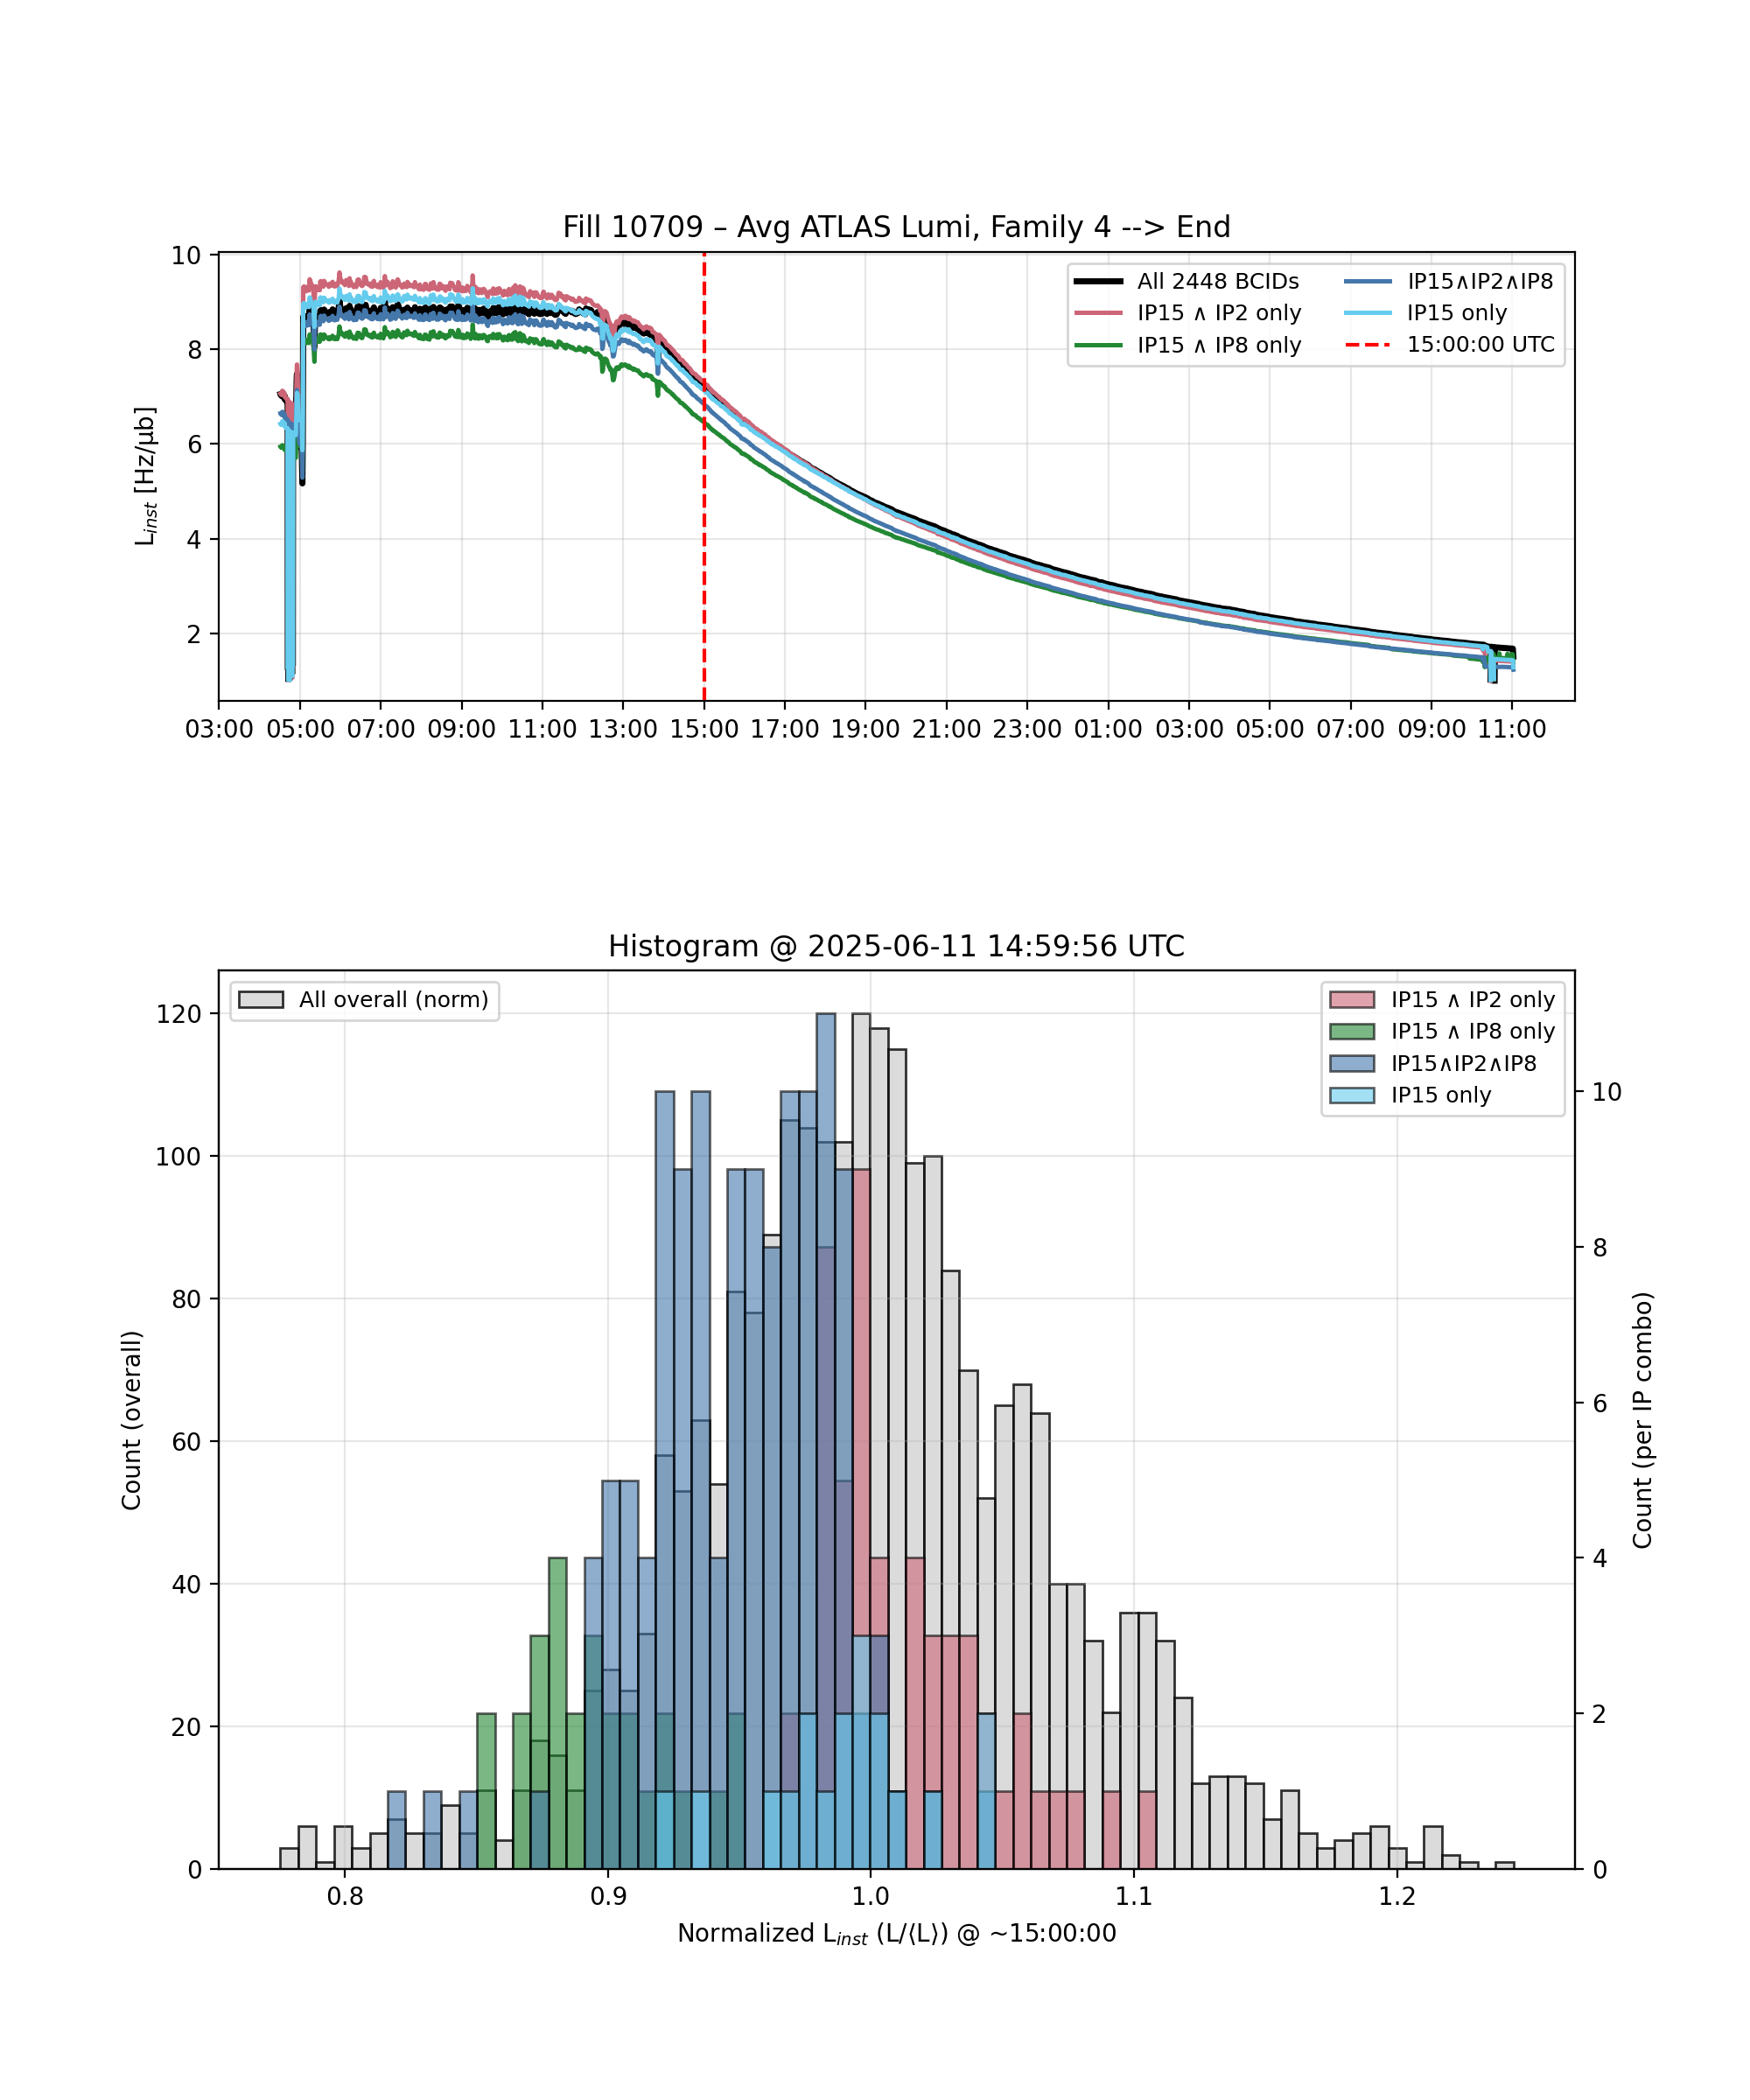 Fill 10709 – Avg ATLAS Lumi, Family 4 --> End
10
8
6
4
2
L_inst [Hz/µb]
All 2448 BCIDs
IP15 ∧ IP2 only
IP15 ∧ IP8 only
IP15∧IP2∧IP8
IP15 only
15:00:00 UTC
03:00 05:00 07:00 09:00 11:00 13:00 15:00 17:00 19:00 21:00 23:00 01:00 03:00 05:00 07:00 09:00 11:00
Histogram @ 2025-06-11 14:59:56 UTC
All overall (norm)
IP15 ∧ IP2 only
IP15 ∧ IP8 only
IP15∧IP2∧IP8
IP15 only
120
100
80
60
40
20
0
Count (overall)
10
8
6
4
2
0
Count (per IP combo)
0.8 0.9 1.0 1.1 1.2
Normalized L_inst (L/⟨L⟩) @ ~15:00:00